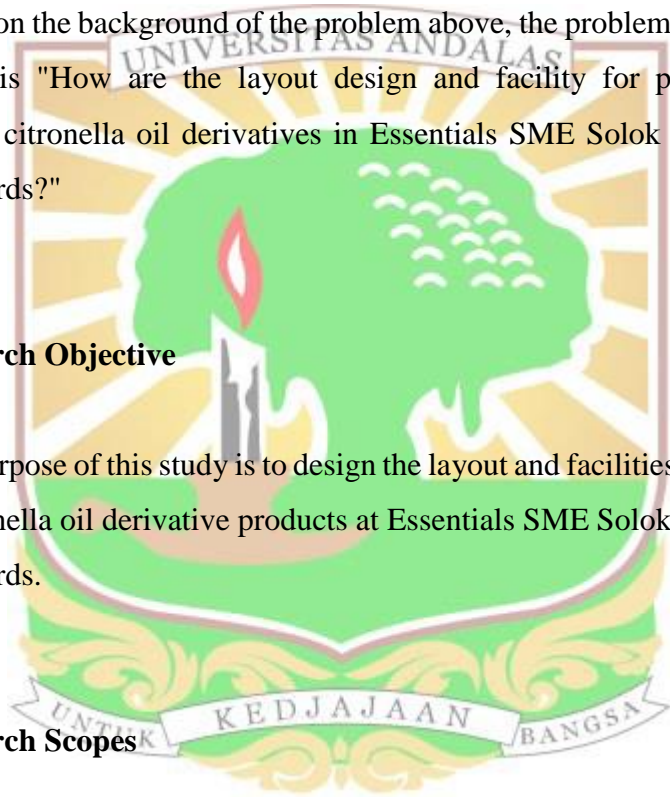 on the background of the problem above, the problem
UNIVERSITAS ANDALAS
is "How are the layout design and facility for p
citronella oil derivatives in Essentials SME Solok
rds?"
rch Objective
rpose of this study is to design the layout and facilities
nella oil derivative products at Essentials SME Solok
rds.
UNTUK KEDJAJAAN BANGSA
rch Scopes